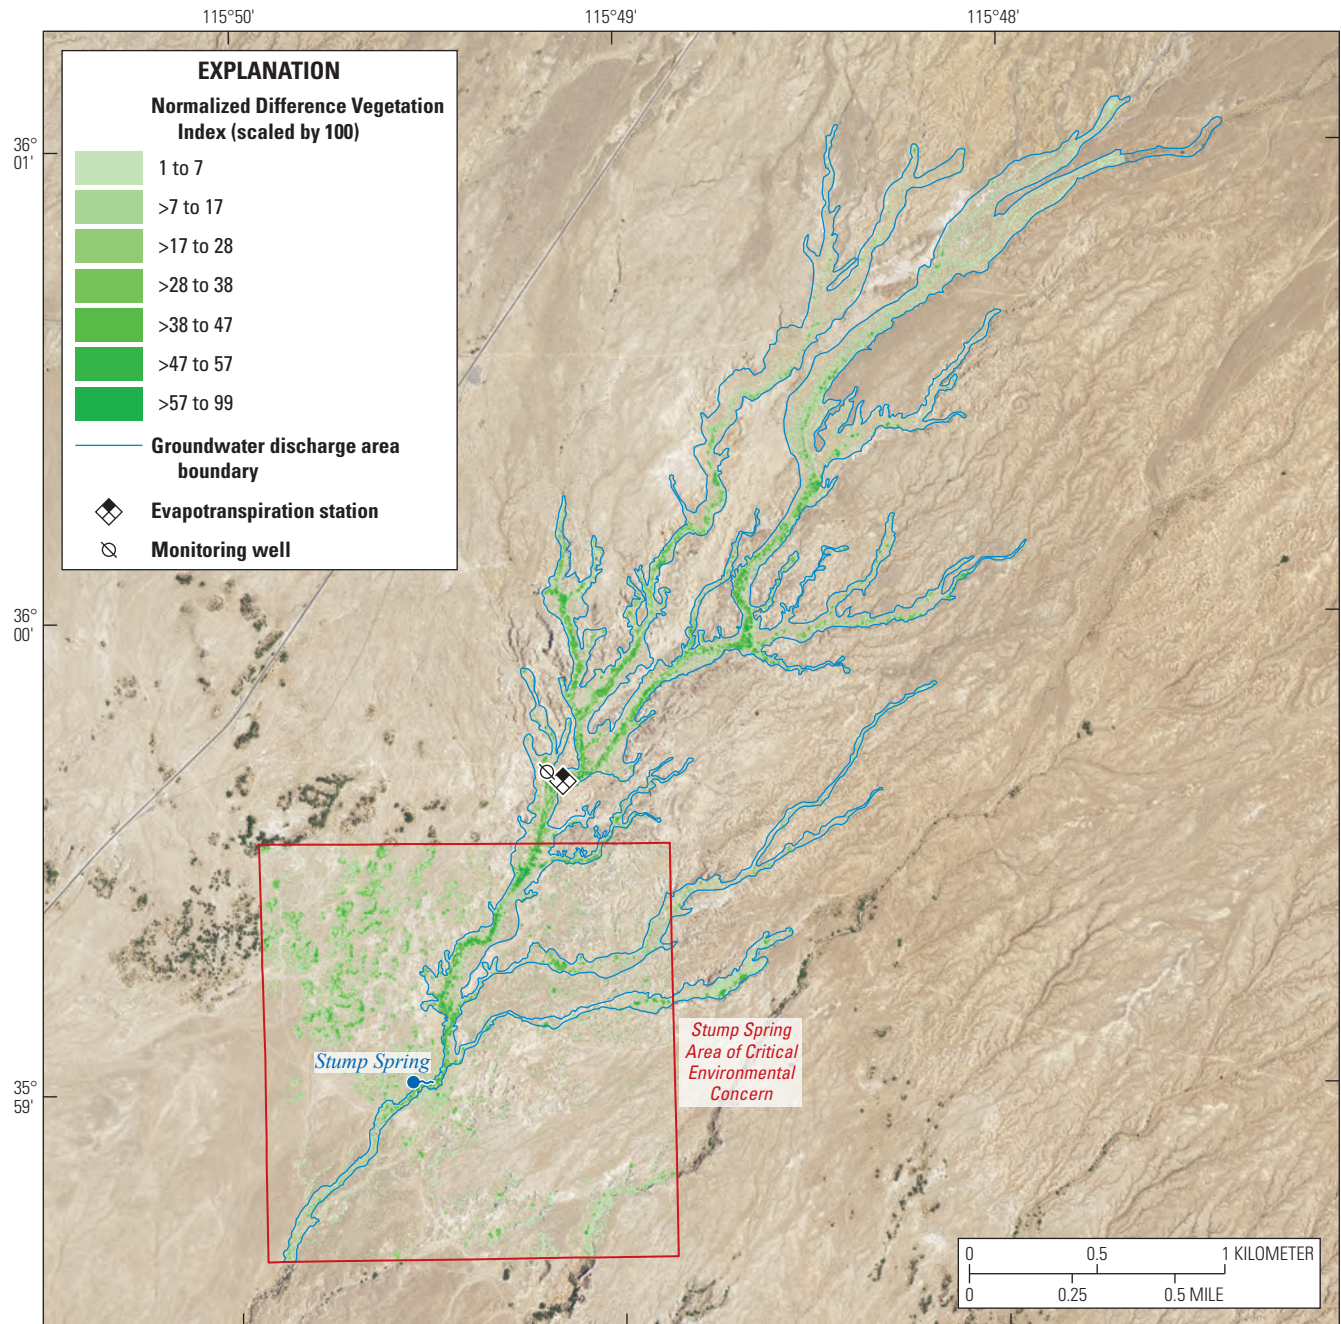 115°50'
115°49'
115°48'
36°
01'
36°
00'
35°
59'
EXPLANATION
Normalized Difference Vegetation
Index (scaled by 100)
1 to 7
>7 to 17
>17 to 28
>28 to 38
>38 to 47
>47 to 57
>57 to 99
Groundwater discharge area
boundary
Evapotranspiration station
Monitoring well
Stump Spring
Stump Spring
Area of Critical
Environmental
Concern
0 0.5 1 KILOMETER
0 0.25 0.5 MILE